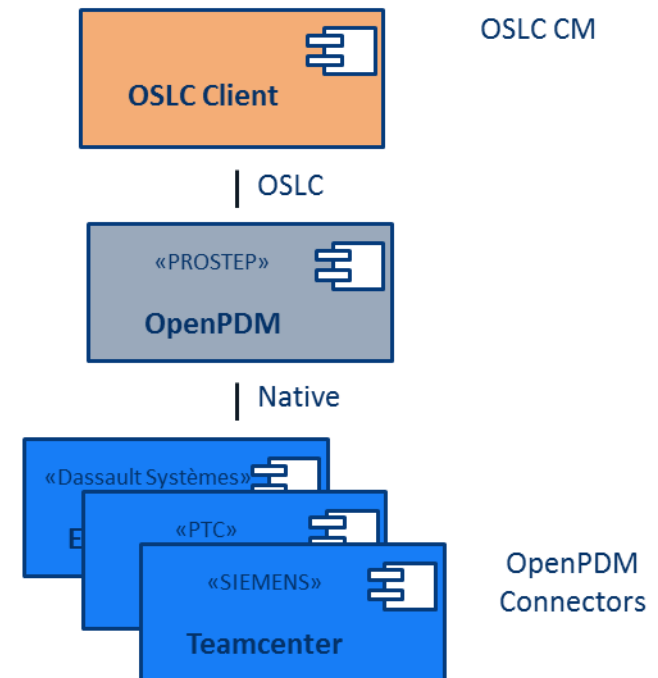 OSLC CM
OSLC Client
OSLC
«PROSTEP»
OpenPDM
Native
«Dassault Systèmes»
E
«PTC»
«SIEMENS»
Teamcenter
OpenPDM
Connectors